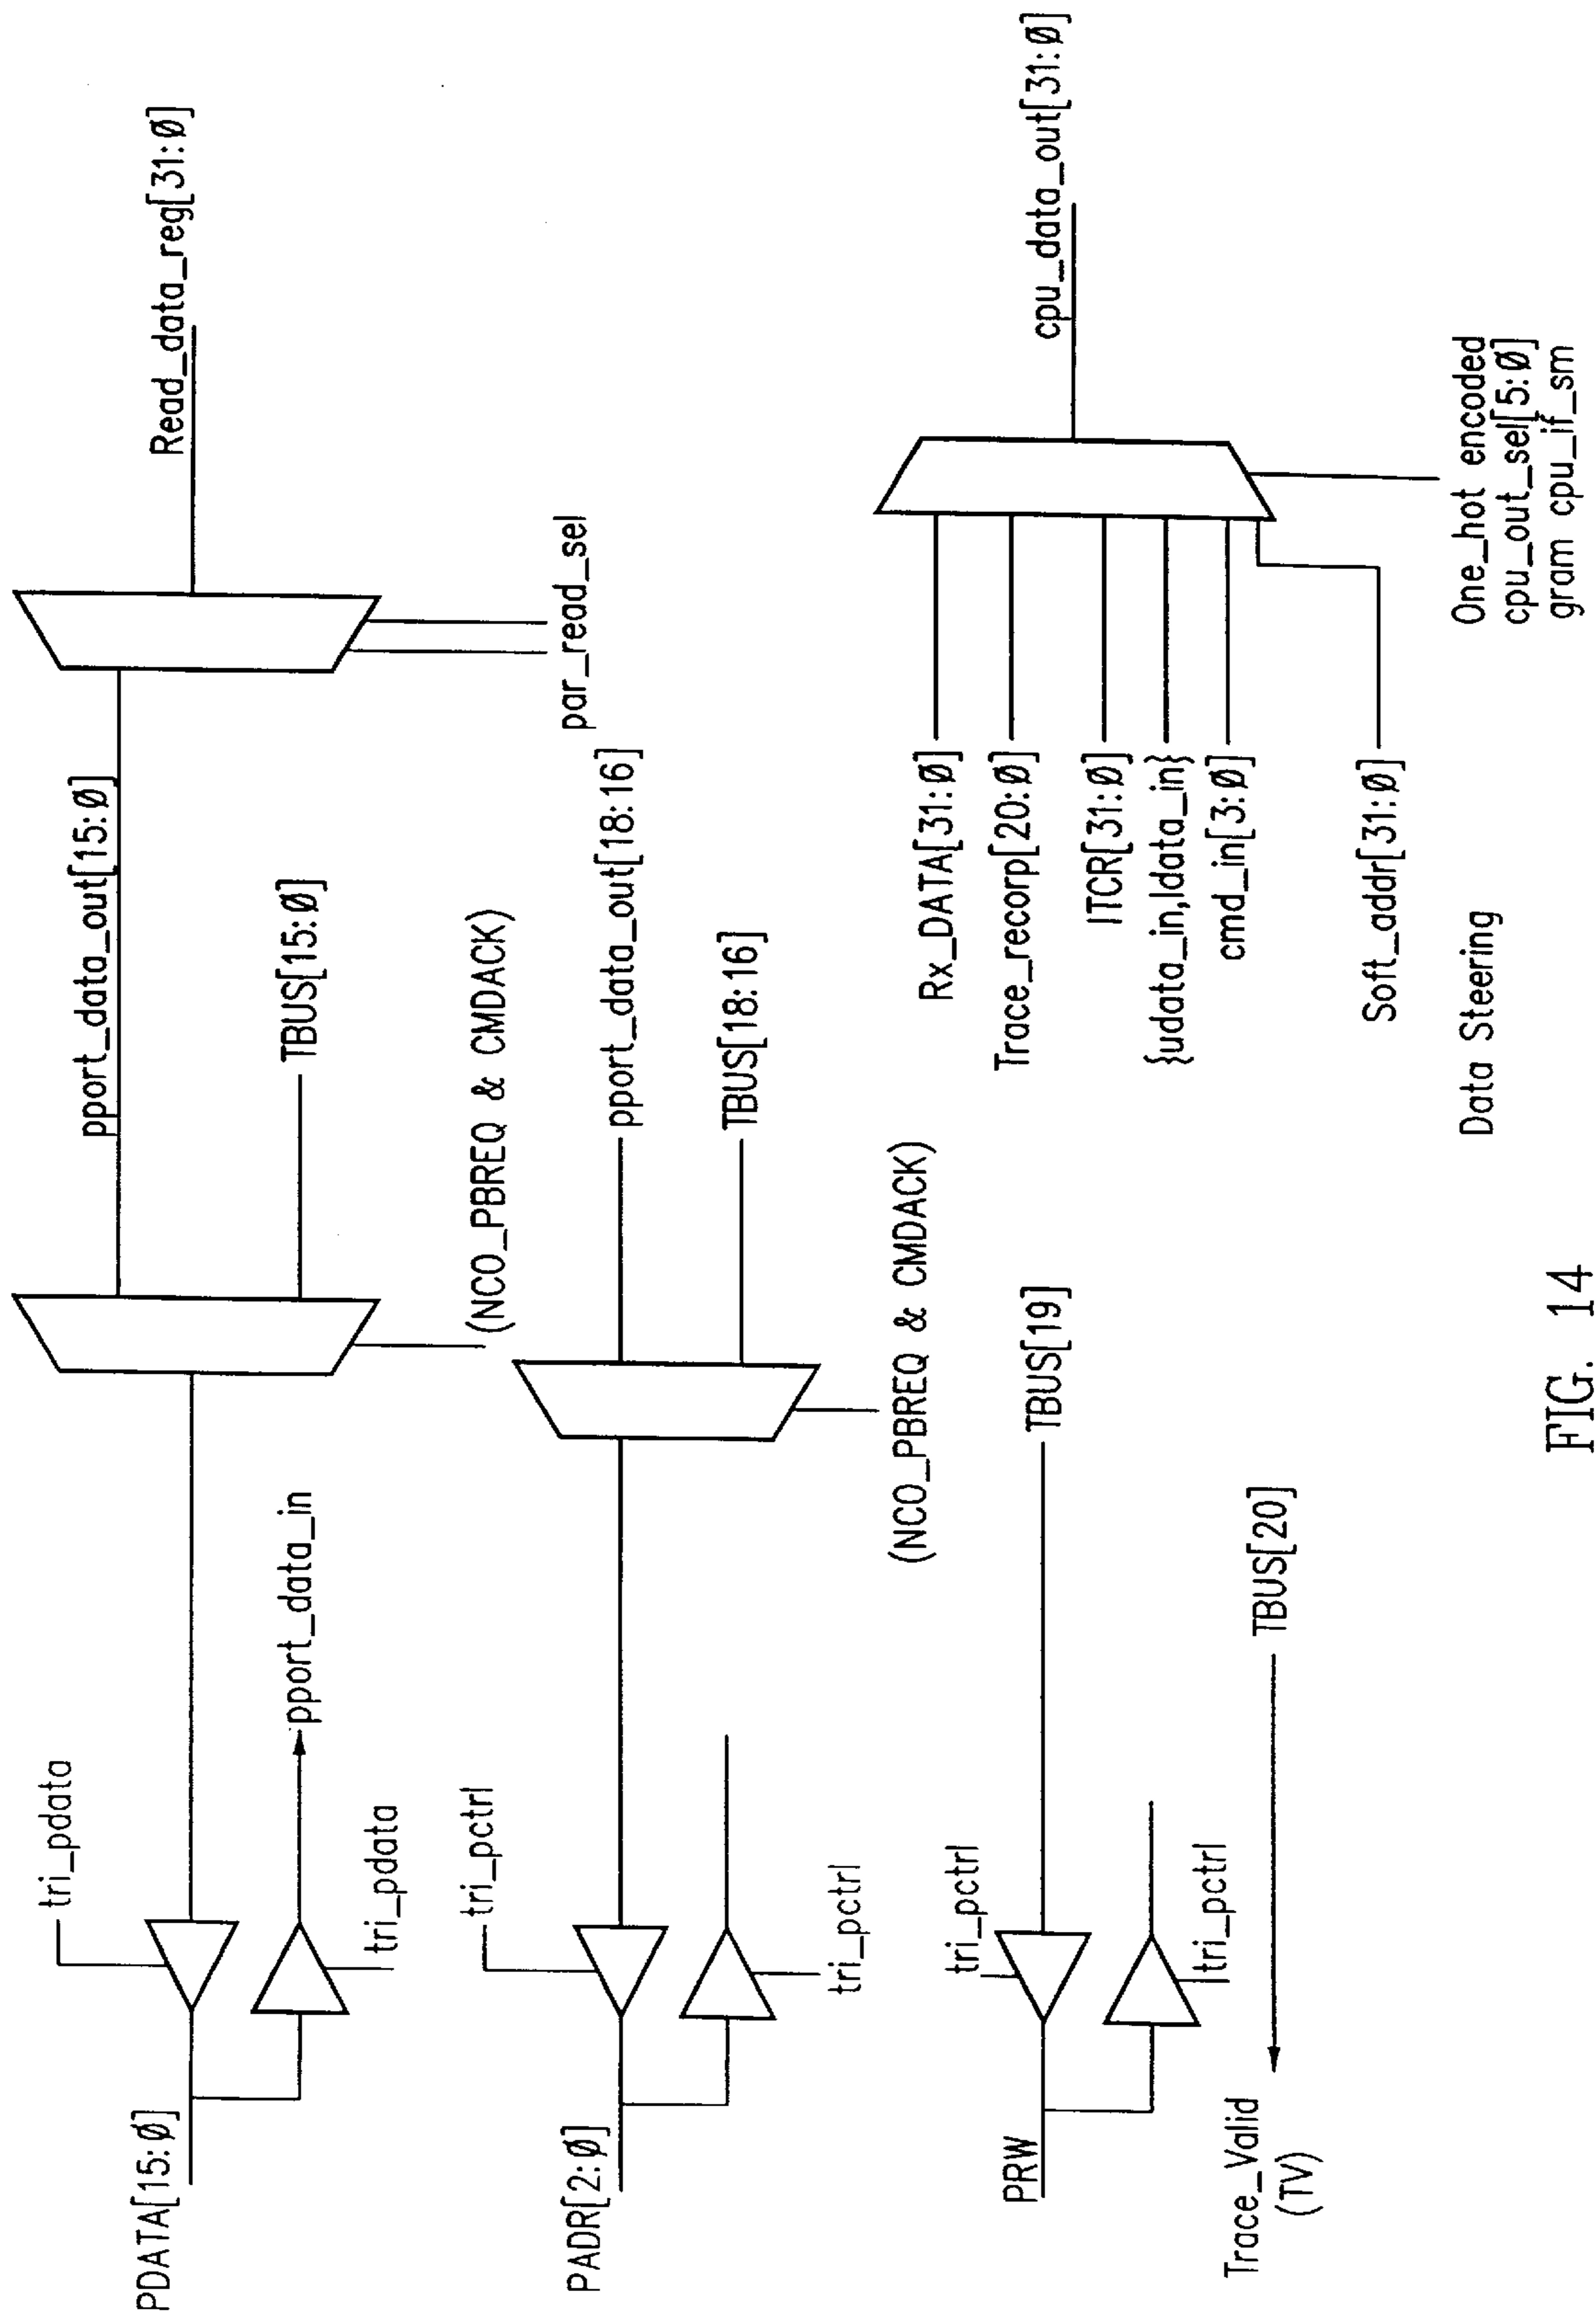 PDATA[15:Ø]
tri_pdata
tri_pdata
pport_data_in
pport_data_out[15:Ø]
TBUS[15:Ø]
(NCO_PBREQ & CMDACK)
Read_data_reg[31:Ø]
par_read_sel
PADR[2:Ø]
tri_pctrl
tri_pctrl
pport_data_out[18:16]
TBUS[18:16]
(NCO_PBREQ & CMDACK)
PRW
tri_pctrl
tri_pctrl
TBUS[19]
Trace_Valid
(TV)
TBUS[20]
Rx_DATA[31:Ø]
Trace_recorp[20:Ø]
ITCR[31:Ø]
{udata_in,ldata_in}
cmd_in[3:Ø]
Soft_addr[31:Ø]
cpu_data_out[31:Ø]
One_hot encoded
cpu_out_sel[5:Ø]
gram cpu_if_sm
Data Steering
FIG. 14